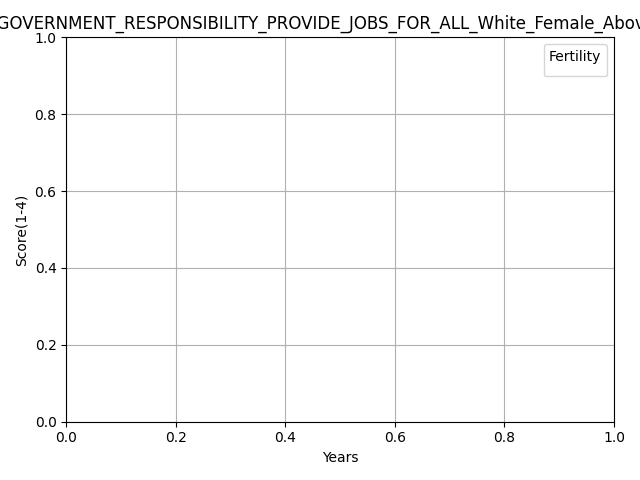 GOVERNMENT_RESPONSIBILITY_PROVIDE_JOBS_FOR_ALL_White_Female_Abov
Fertility
1.0
0.8
0.6
0.4
0.2
0.0
Score(1-4)
0.0 0.2 0.4 0.6 0.8 1.0
Years